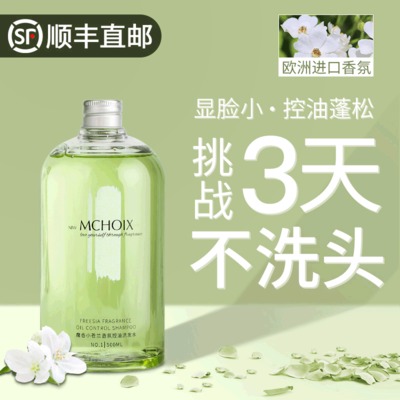 SF 顺丰直邮
欧洲进口香氛
显脸小·控油蓬松
挑战
3天
不洗头
MCHOIX
FREESIA FRAGRANCE
OIL CONTROL SHAMPOO
NO.1 | 500ML